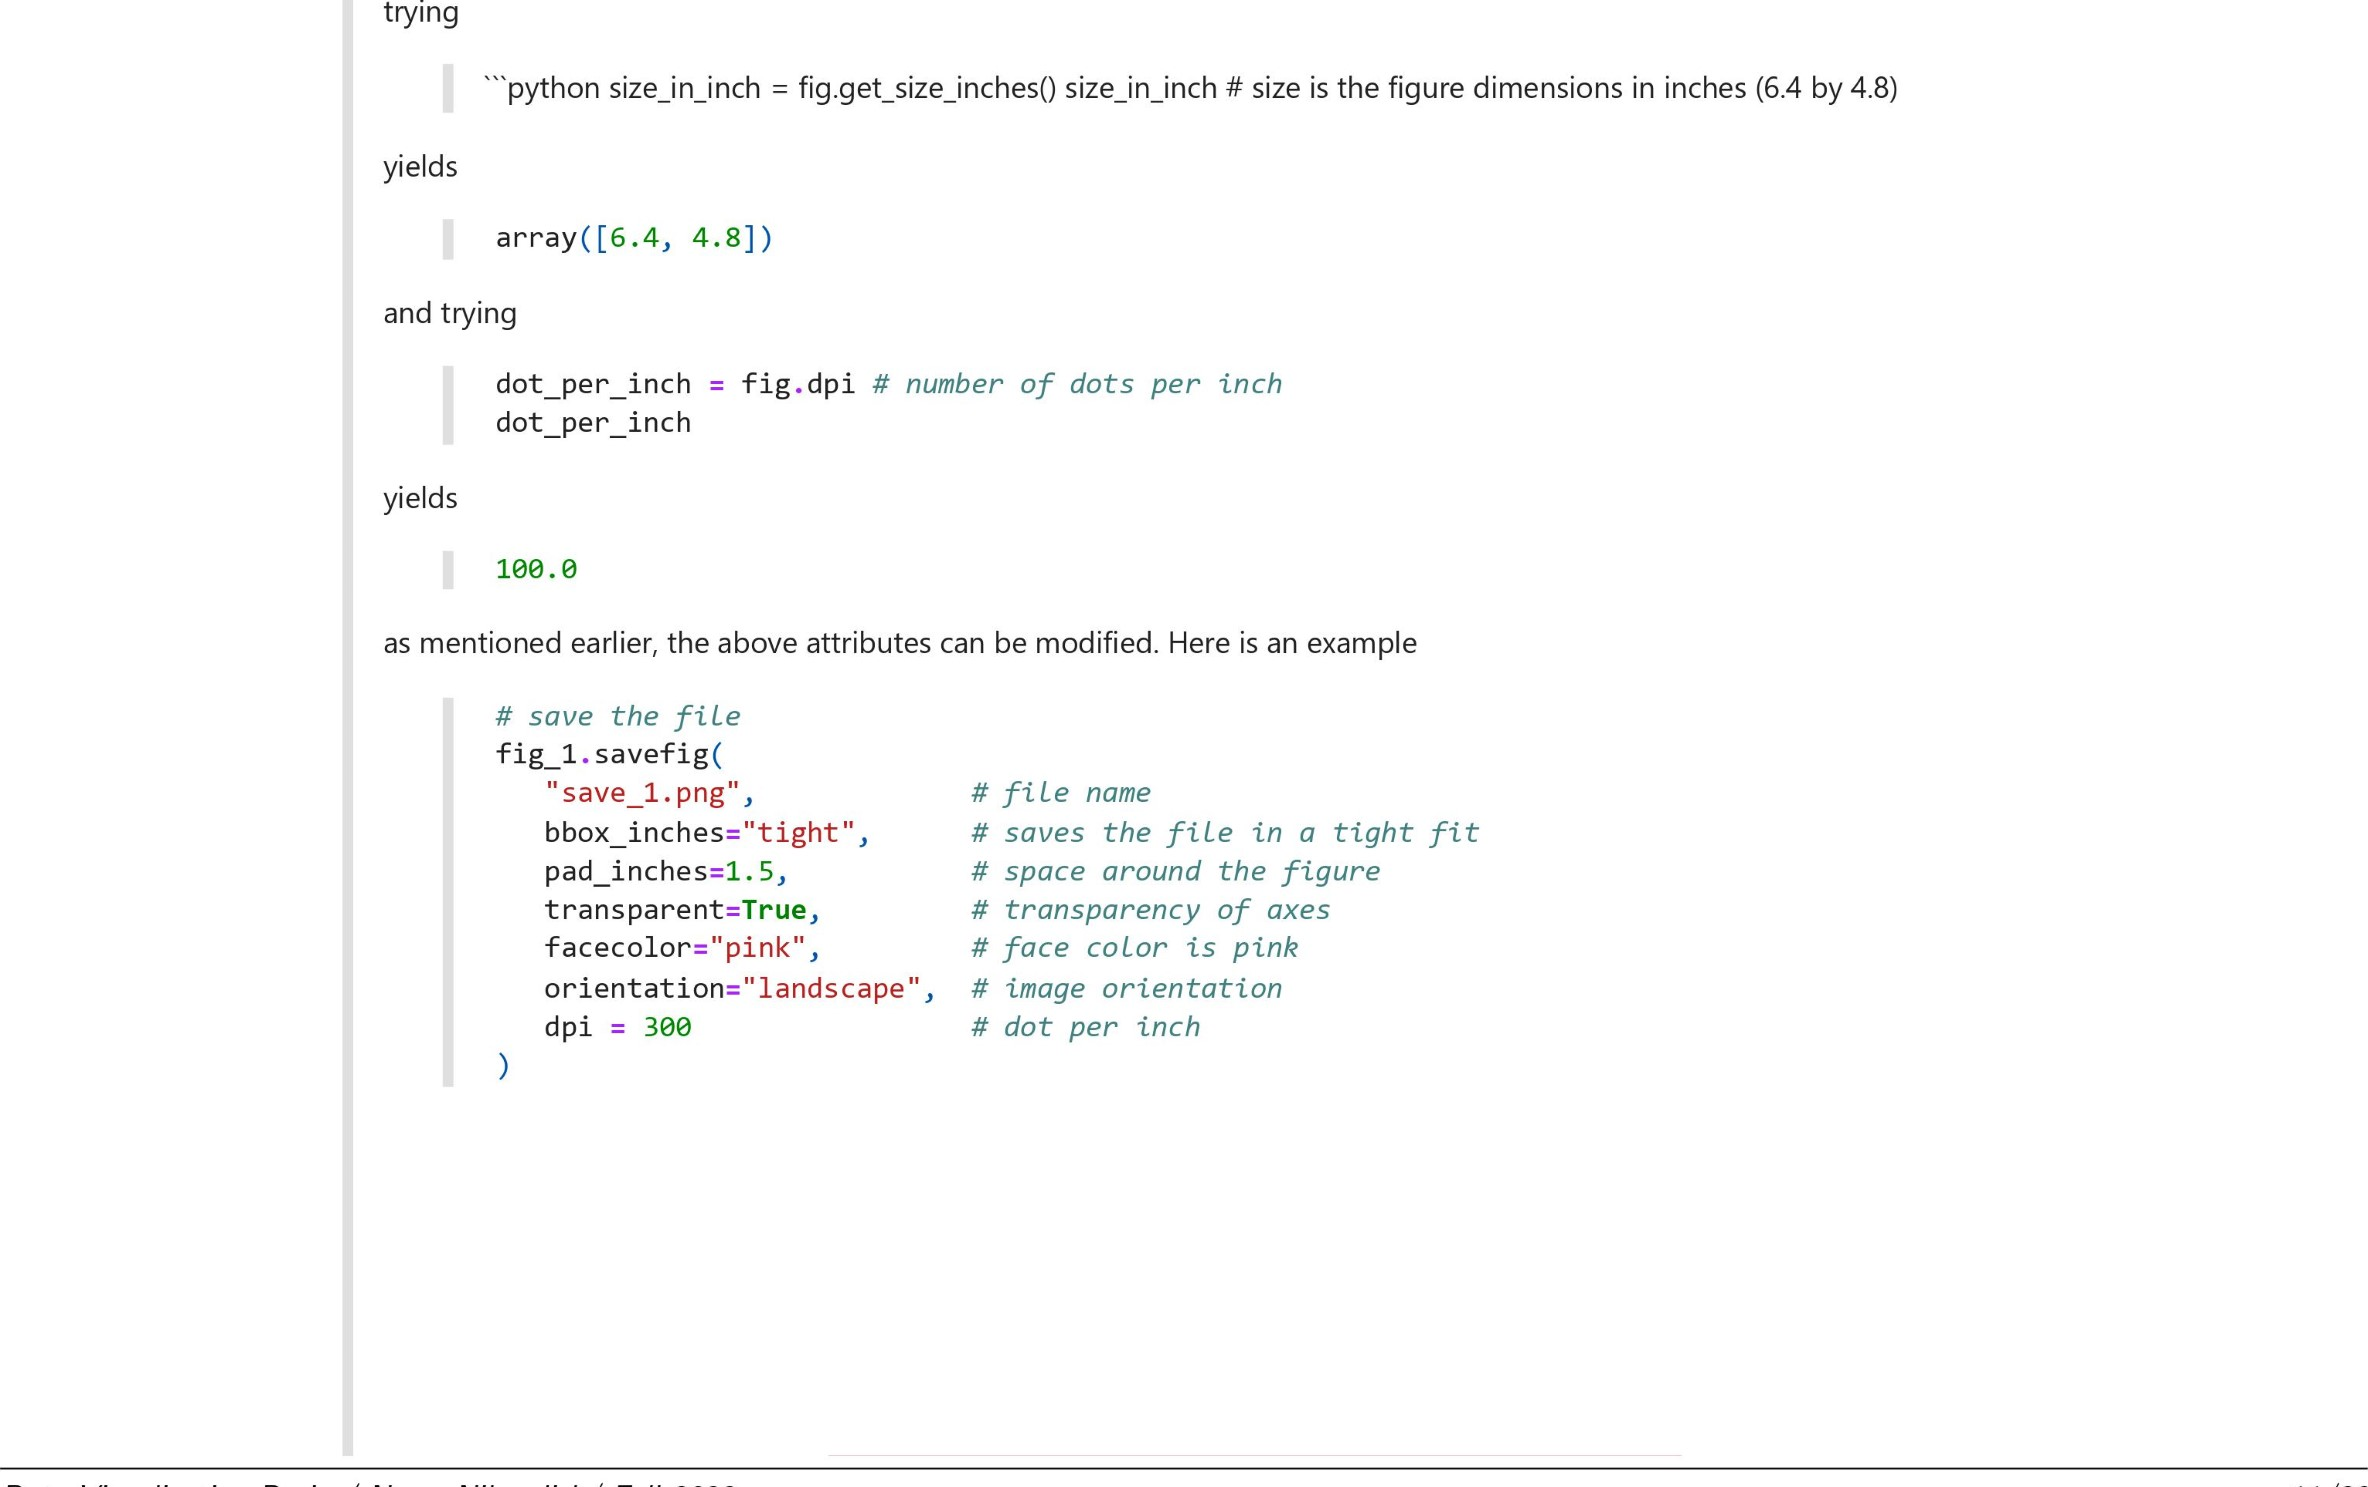 trying
```python size_in_inch = fig.get_size_inches() size_in_inch # size is the figure dimensions in inches (6.4 by 4.8)
yields
array([6.4, 4.8])
and trying
dot_per_inch = fig.dpi # number of dots per inch
dot_per_inch
yields
100.0
as mentioned earlier, the above attributes can be modified. Here is an example
# save the file
fig_1.savefig(
"save_1.png", # file name
bbox_inches="tight", # saves the file in a tight fit
pad_inches=1.5, # space around the figure
transparent=True, # transparency of axes
facecolor="pink", # face color is pink
orientation="landscape", # image orientation
dpi = 300 # dot per inch
)